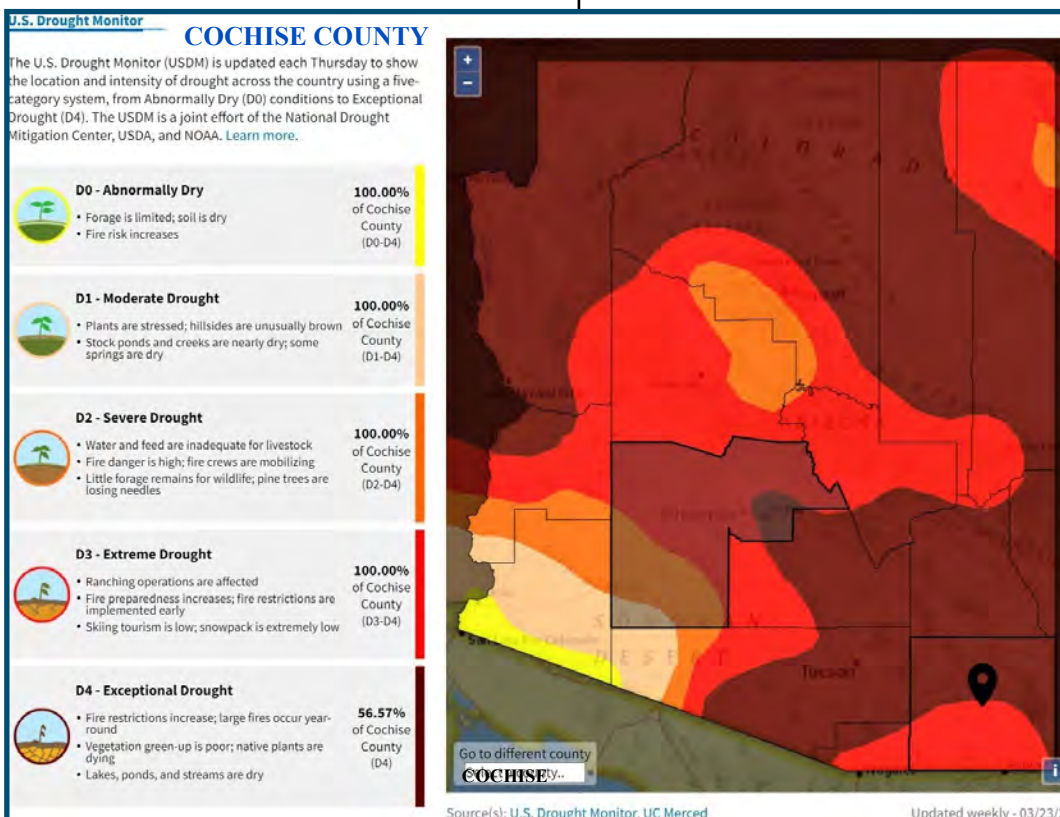 U.S. Drought Monitor
COCHISE COUNTY
The U.S. Drought Monitor (USDM) is updated each Thursday to show
the location and intensity of drought across the country using a five-
category system, from Abnormally Dry (D0) conditions to Exceptional
Drought (D4). The USDM is a joint effort of the National Drought
Mitigation Center, USDA, and NOAA. Learn more.
D0 - Abnormally Dry
• Forage is limited; soil is dry
• Fire risk increases
100.00%
of Cochise
County
(D0-D4)
D1 - Moderate Drought
• Plants are stressed; hillsides are unusually brown
• Stock ponds and creeks are nearly dry; some
springs are dry
100.00%
of Cochise
County
(D1-D4)
D2 - Severe Drought
• Water and feed are inadequate for livestock
• Fire danger is high; fire crews are mobilizing
• Little forage remains for wildlife; pine trees are
losing needles
100.00%
of Cochise
County
(D2-D4)
D3 - Extreme Drought
• Ranching operations are affected
• Fire preparedness increases; fire restrictions are
implemented early
• Skiing tourism is low; snowpack is extremely low
100.00%
of Cochise
County
(D3-D4)
D4 - Exceptional Drought
• Fire restrictions increase; large fires occur year-
round
• Vegetation green-up is poor; native plants are
dying
• Lakes, ponds, and streams are dry
56.57%
of Cochise
County
(D4)
+
−
ARIZONA
DESERT
Tucson
Nogales
Go to different county
COCHISE
i
Source(s): U.S. Drought Monitor, UC Merced
Updated weekly - 03/23/